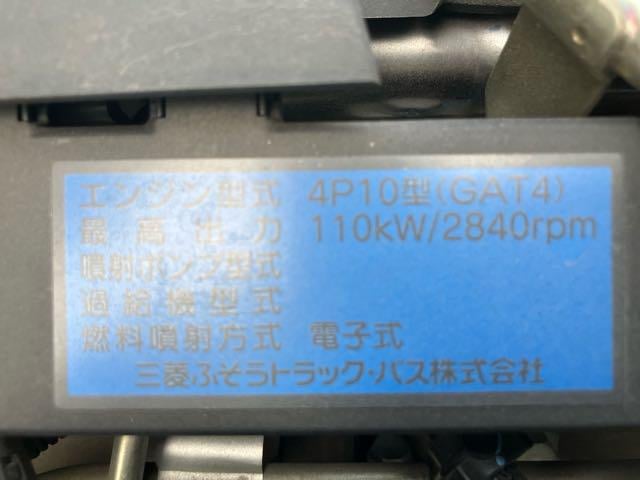 エンジン型式 4P10型(GAT4)
最高出力 110kW/2840rpm
噴射ポンプ型式
過給機型式
燃料噴射方式 電子式
三菱ふそうトラック・バス株式会社